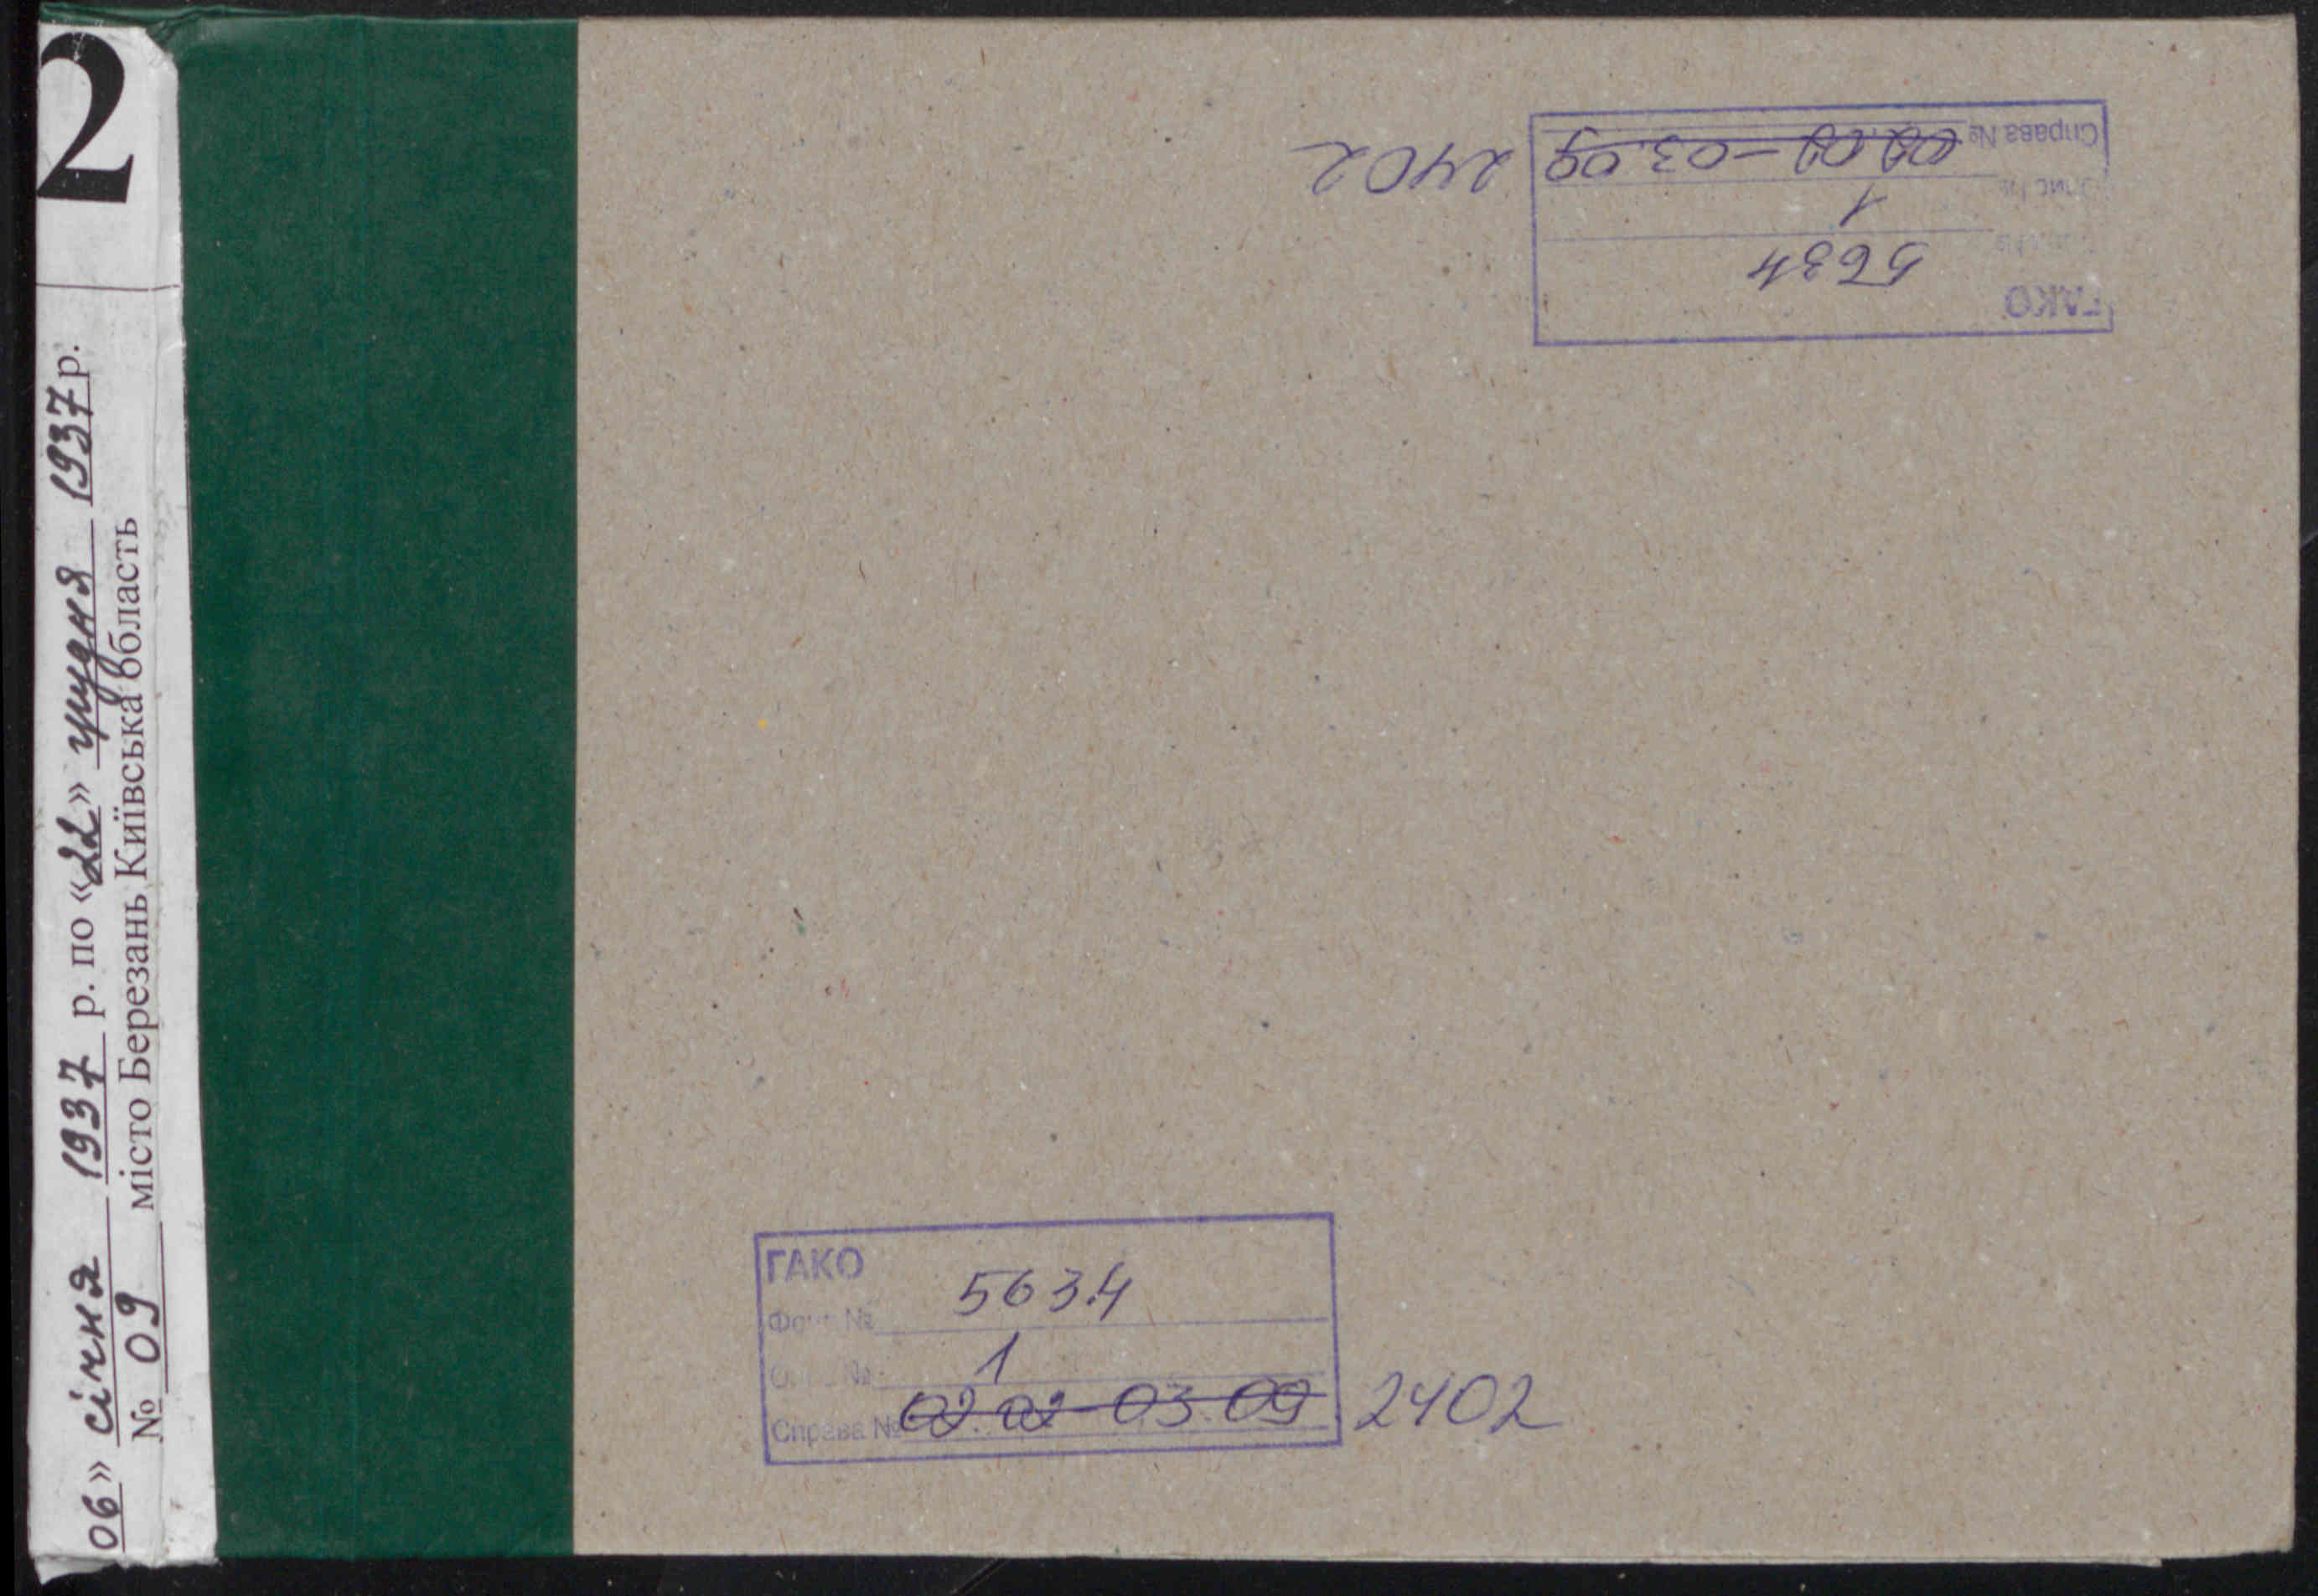 2
06» січня 1937 р. по «22» грудня 1937 р.
№ 09 місто Березань Київська область
ГАКО
5634
1
Справа № 02.02-03.09 2402
ГАКО
Фонд № 5634
№ 1
Справа № 02.02-03.09 2402